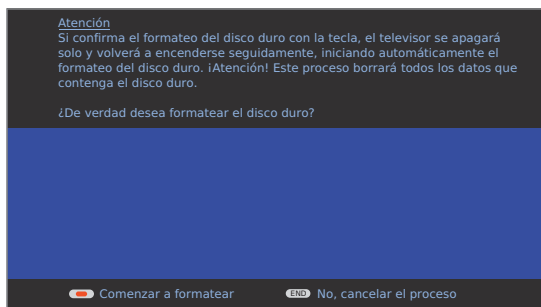 Atención
Si confirma el formateo del disco duro con la tecla, el televisor se apagará
solo y volverá a encenderse seguidamente, iniciando automáticamente el
formateo del disco duro. ¡Atención! Este proceso borrará todos los datos que
contenga el disco duro.
¿De verdad desea formatear el disco duro?
Comenzar a formatear
END No, cancelar el proceso